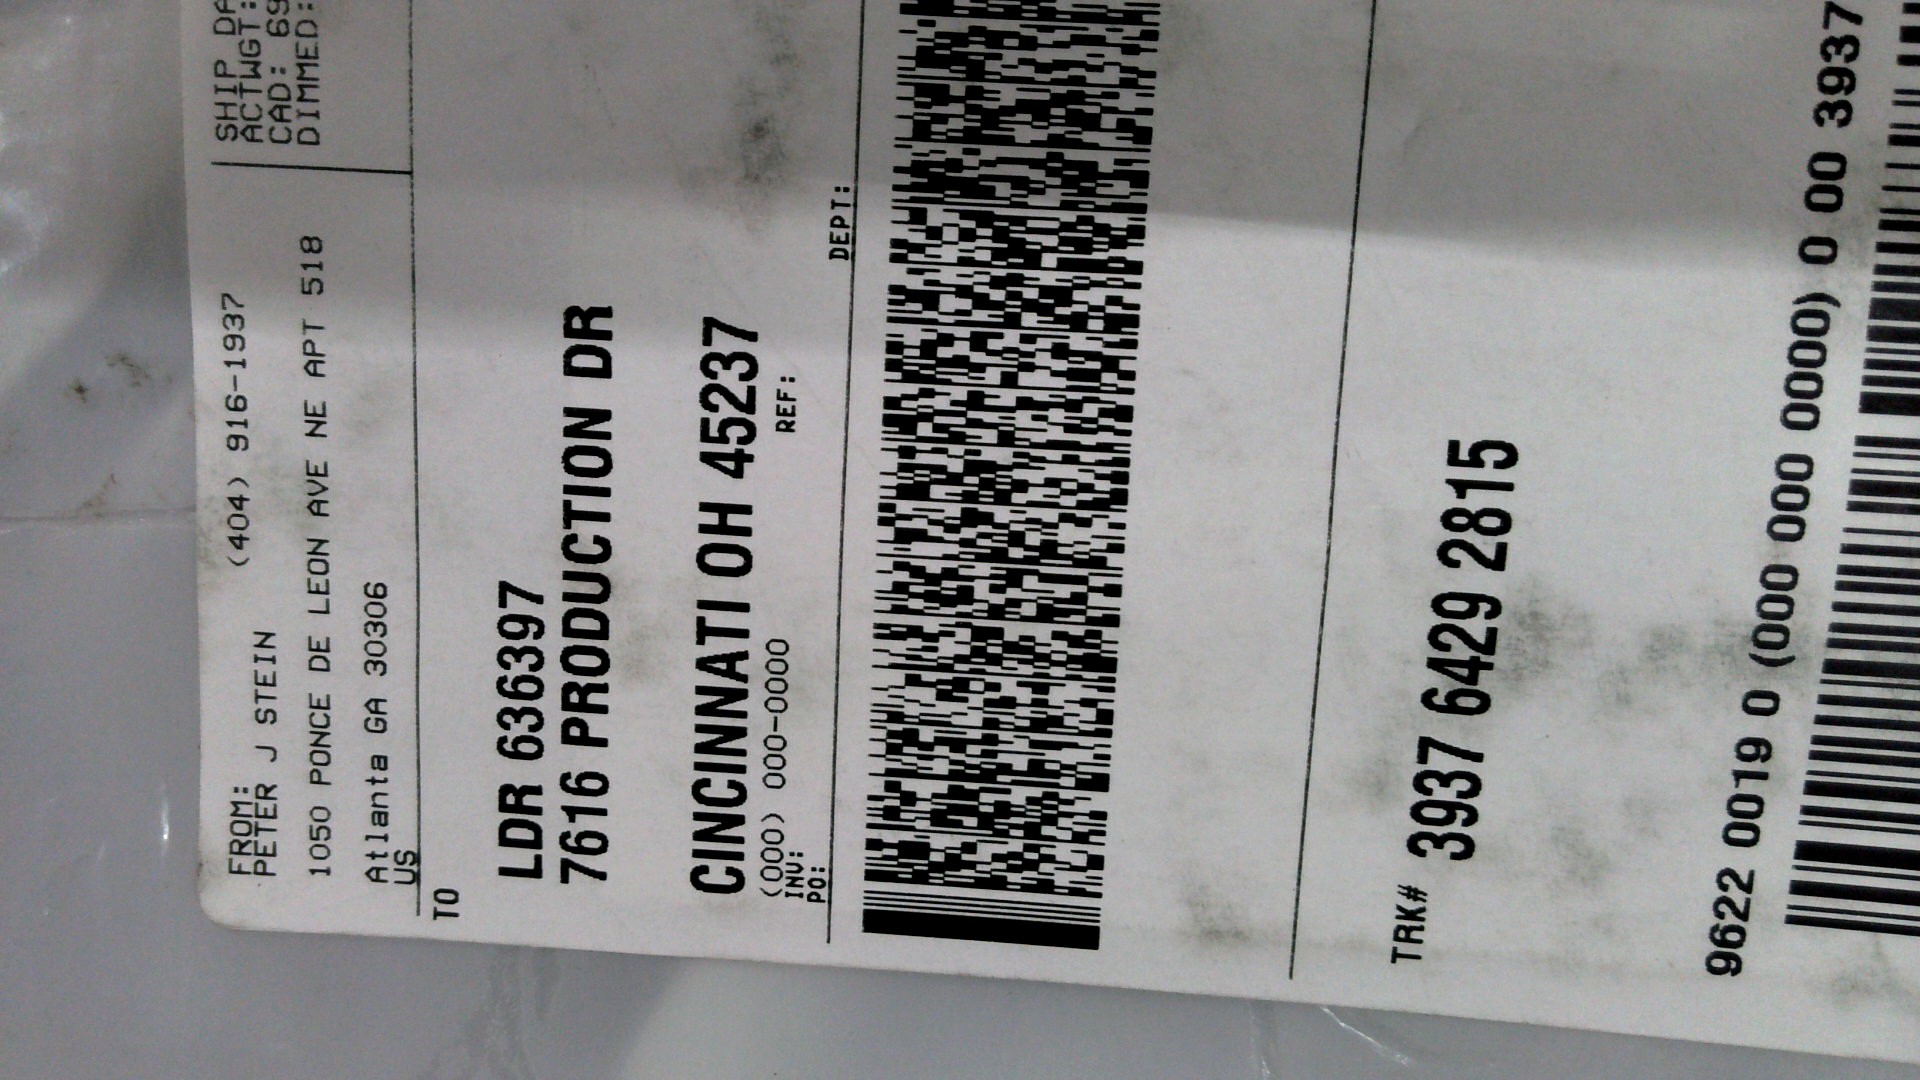 FROM: (404) 916-1937
PETER J STEIN
1050 PONCE DE LEON AVE NE APT 518
Atlanta GA 30306
US
SHIP DA
ACTWGT:
CAD: 69
DIMMED:
TO
LDR 636397
7616 PRODUCTION DR
CINCINNATI OH 45237
(000) 000-0000 REF:
INV:
PO: DEPT:
TRK# 3937 6429 2815
9622 0019 0 (000 000 0000) 0 00 3937